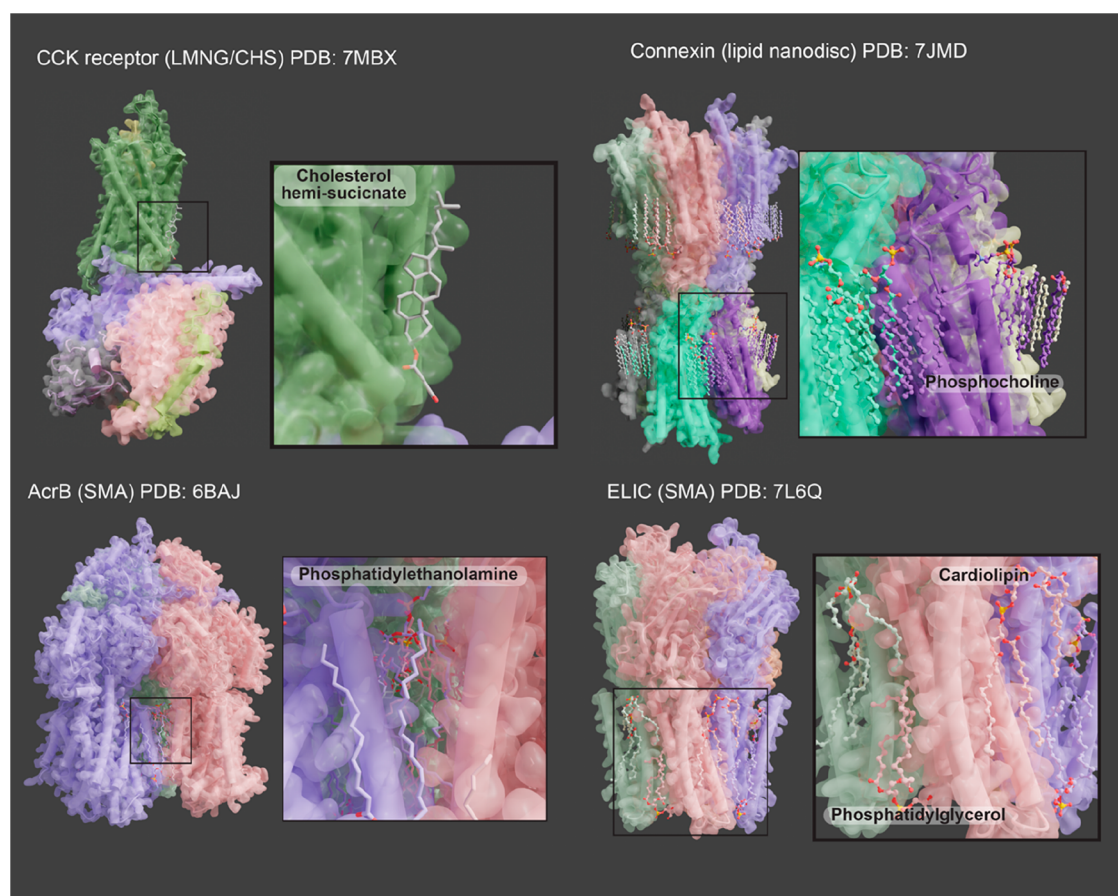 CCK receptor (LMNG/CHS) PDB: 7MBX
Cholesterol
hemi-sucicnate
Connexin (lipid nanodisc) PDB: 7JMD
Phosphocholine
AcrB (SMA) PDB: 6BAJ
Phosphatidylethanolamine
ELIC (SMA) PDB: 7L6Q
Cardiolipin
Phosphatidylglycerol